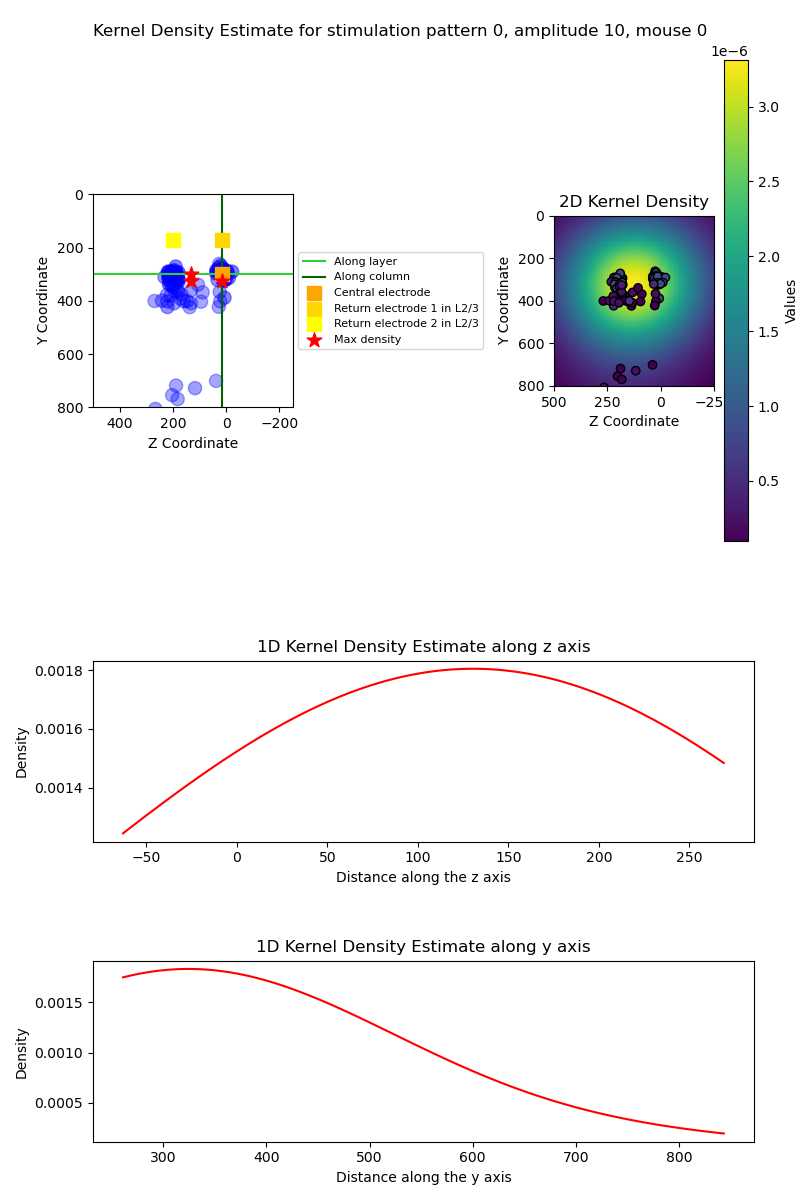 Kernel Density Estimate for stimulation pattern 0, amplitude 10, mouse 0
1e−6
0
200
400
600
800
Y Coordinate
400
200
0
−200
Z Coordinate
Along layer
Along column
Central electrode
Return electrode 1 in L2/3
Return electrode 2 in L2/3
Max density
2D Kernel Density
0
200
400
600
800
Y Coordinate
500
250
0
−25
Z Coordinate
3.0
2.5
2.0
1.5
1.0
0.5
Values
1D Kernel Density Estimate along z axis
0.0018
0.0016
0.0014
Density
−50
0
50
100
150
200
250
Distance along the z axis
1D Kernel Density Estimate along y axis
0.0015
0.0010
0.0005
Density
300
400
500
600
700
800
Distance along the y axis